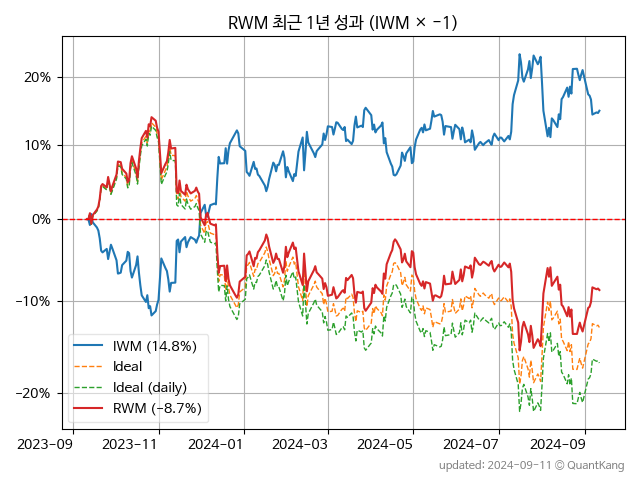 RWM 최근 1년 성과 (IWM × −1)
20%
10%
0%
−10%
−20%
IWM (14.8%)
Ideal
Ideal (daily)
RWM (−8.7%)
2023-09 2023-11 2024-01 2024-03 2024-05 2024-07 2024-09
updated: 2024-09-11 © QuantKang